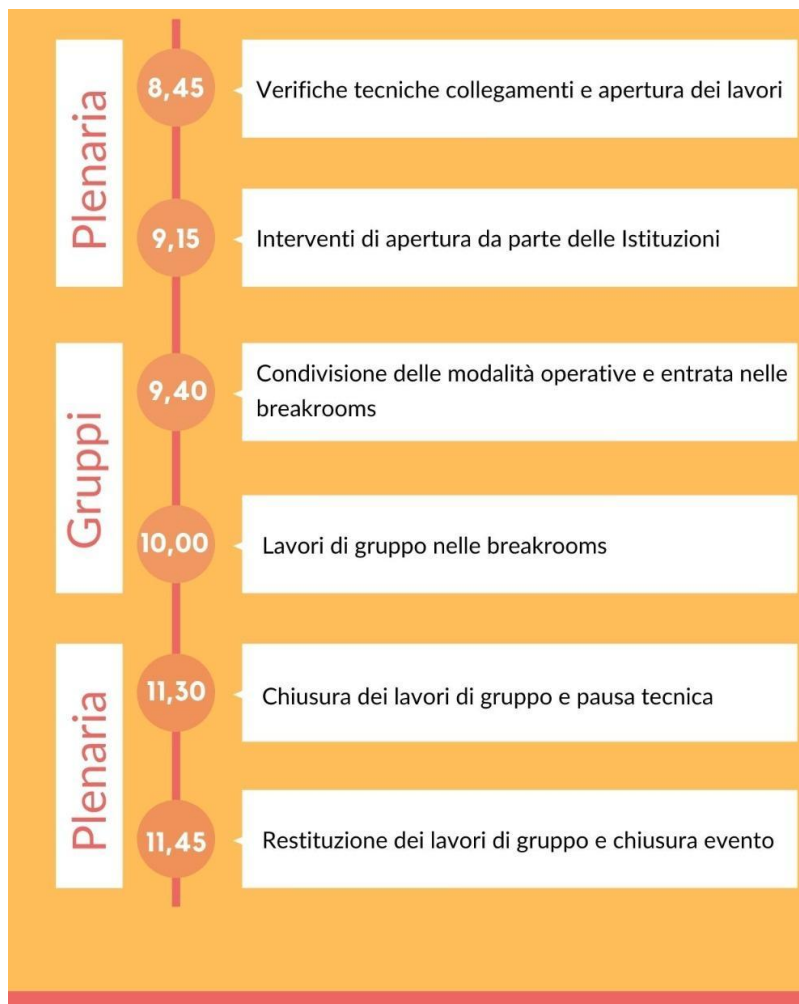 Plenaria
8,45
Verifiche tecniche collegamenti e apertura dei lavori
9,15
Interventi di apertura da parte delle Istituzioni
Gruppi
9,40
Condivisione delle modalità operative e entrata nelle
breakrooms
10,00
Lavori di gruppo nelle breakrooms
Plenaria
11,30
Chiusura dei lavori di gruppo e pausa tecnica
11,45
Restituzione dei lavori di gruppo e chiusura evento